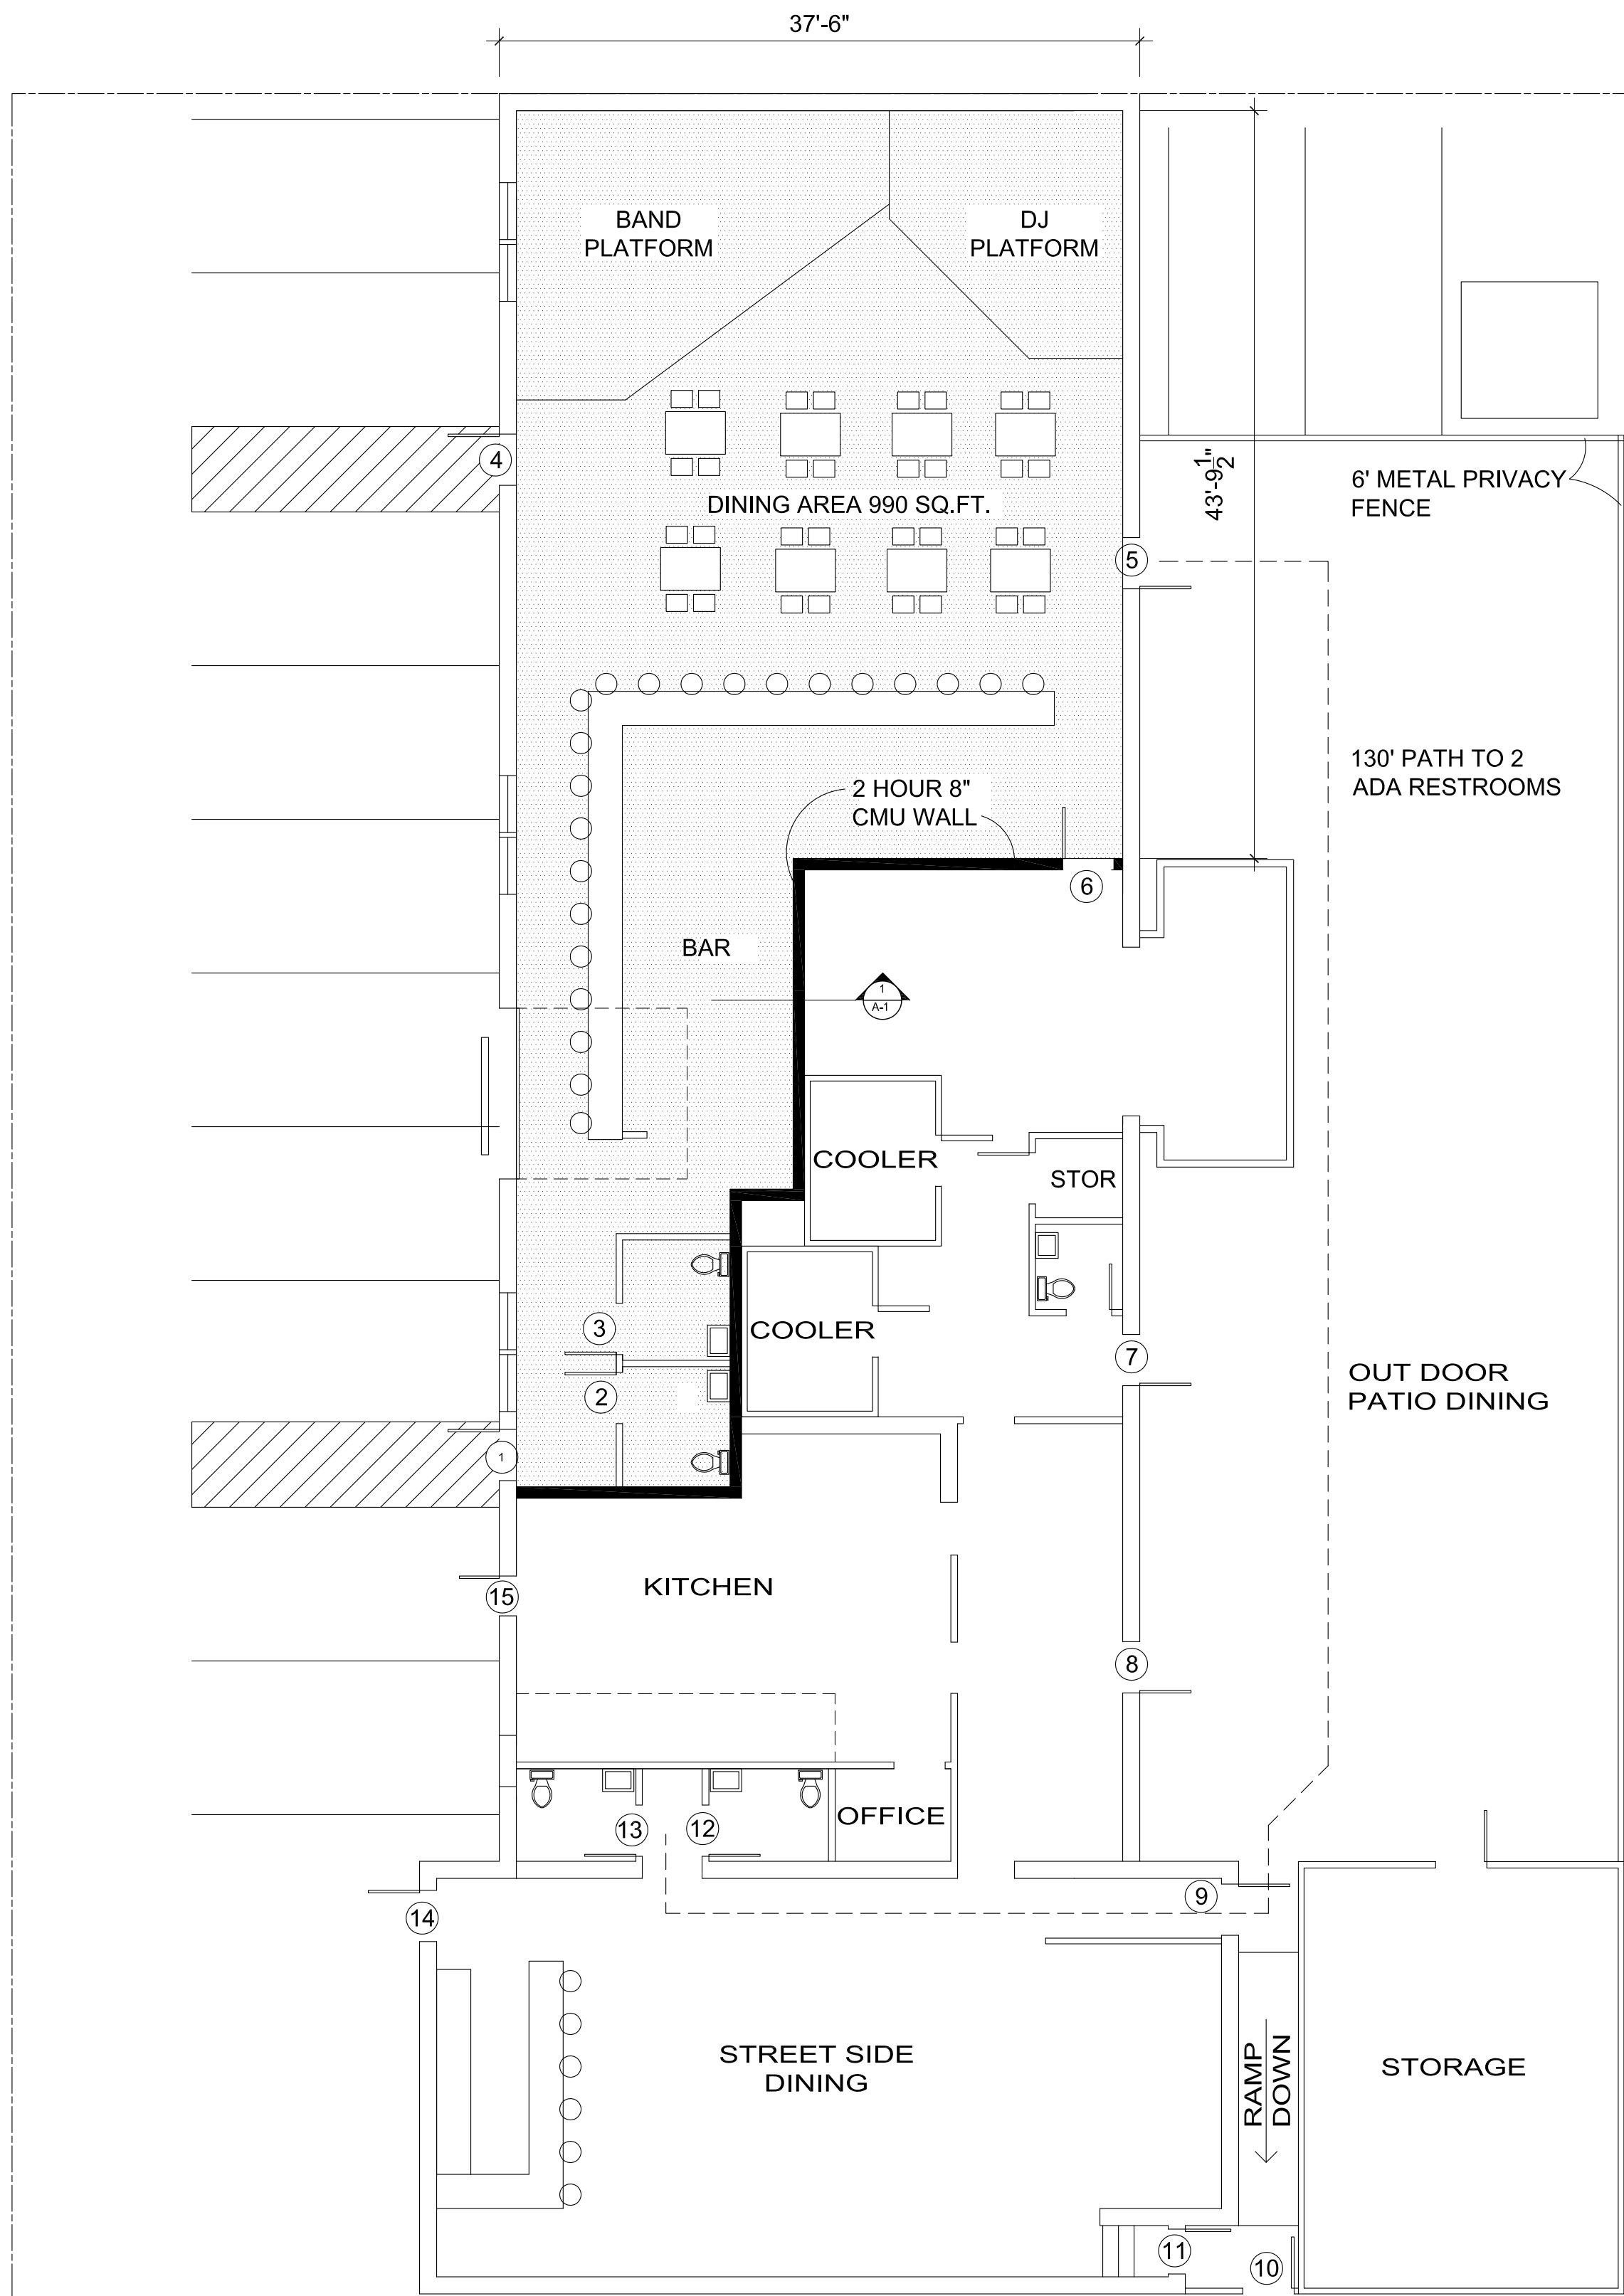 37'-6"
BAND
PLATFORM
DJ
PLATFORM
4
43'-9 1/2"
6' METAL PRIVACY
FENCE
DINING AREA 990 SQ.FT.
5
130' PATH TO 2
ADA RESTROOMS
2 HOUR 8"
CMU WALL
6
BAR
1
A-1
COOLER
STOR
3
COOLER
7
2
OUT DOOR
PATIO DINING
1
KITCHEN
15
8
OFFICE
13
12
9
14
STREET SIDE
DINING
RAMP
DOWN
STORAGE
11
10